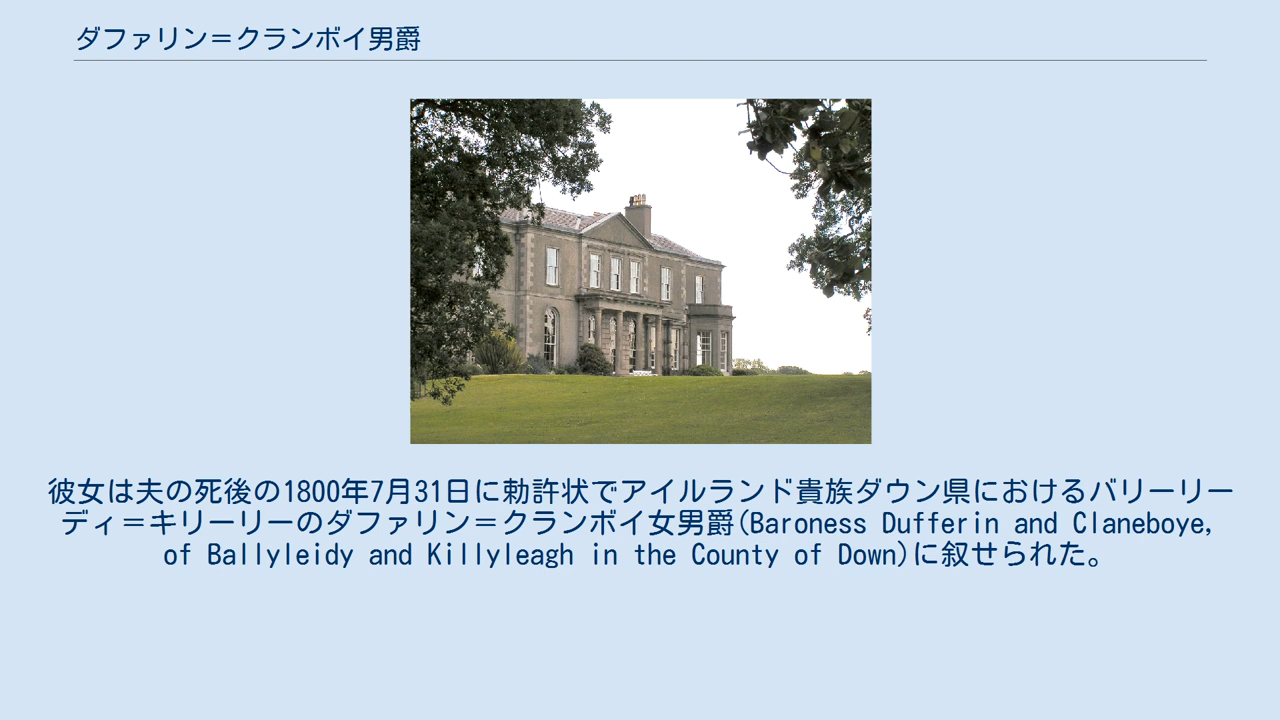 ダファリン＝クランボイ男爵
彼女は夫の死後の1800年7月31日に勅許状でアイルランド貴族ダウン県におけるバリーリー
ディ＝キリーリーのダファリン＝クランボイ女男爵(Baroness Dufferin and Claneboye,
of Ballyleidy and Killyleagh in the County of Down)に叙せられた。